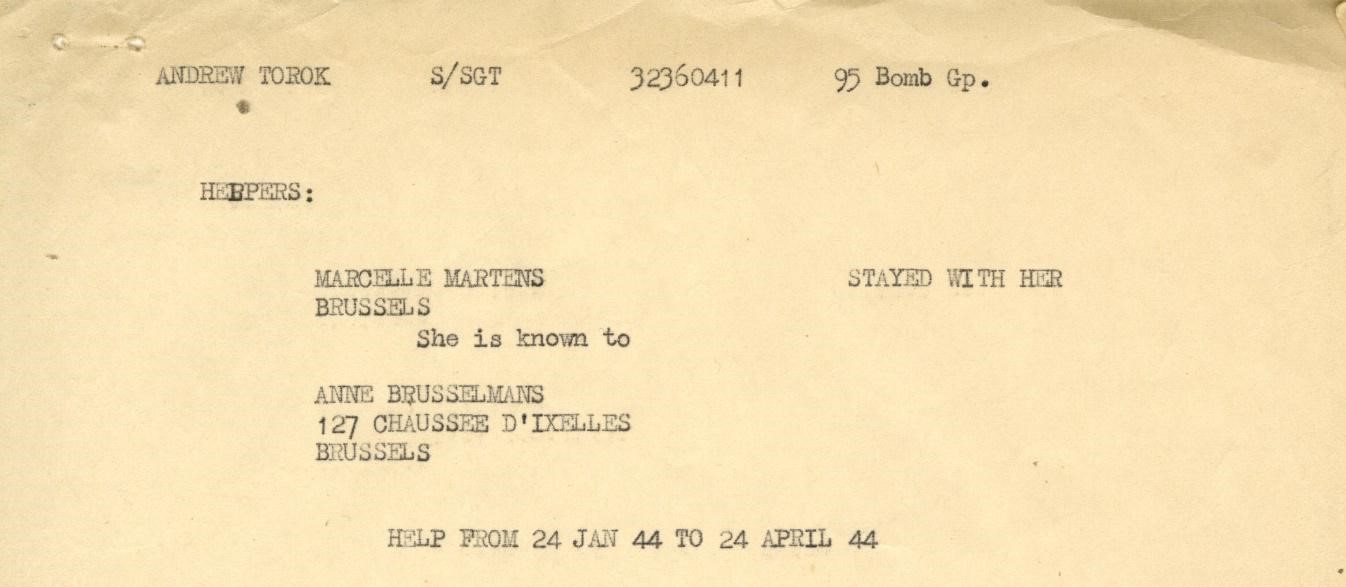 ANDREW TOROK S/SGT 32360411 95 Bomb Gp.
HELPERS:
MARCELLE MARTENS STAYED WITH HER
BRUSSELS
She is known to
ANNE BRUSSELMANS
127 CHAUSSEE D'IXELLES
BRUSSELS
HELP FROM 24 JAN 44 TO 24 APRIL 44